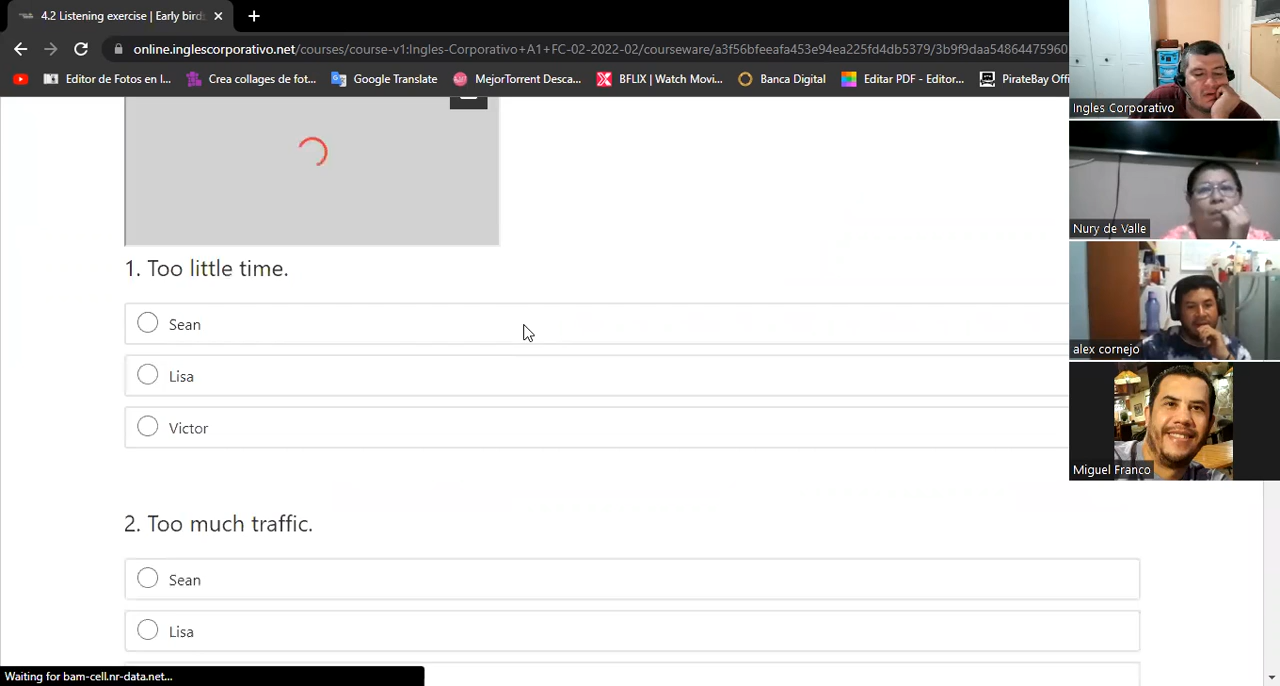 4.2 Listening exercise | Early bird
online.inglescorporativo.net/courses/course-v1:Ingles-Corporativo+A1+FC-02-2022-02/courseware/a3f56bfeeafa453e94ea225fd4db5379/3b9f9daa54864475960
Editor de Fotos en l...
Crea collages de fot...
Google Translate
MejorTorrent Desca...
BFLIX | Watch Movi...
Banca Digital
Editar PDF - Editor...
PirateBay Offi
Ingles Corporativo
Nury de Valle
alex cornejo
Miguel Franco
1. Too little time.
Sean
Lisa
Victor
2. Too much traffic.
Sean
Lisa
Waiting for bam-cell.nr-data.net...